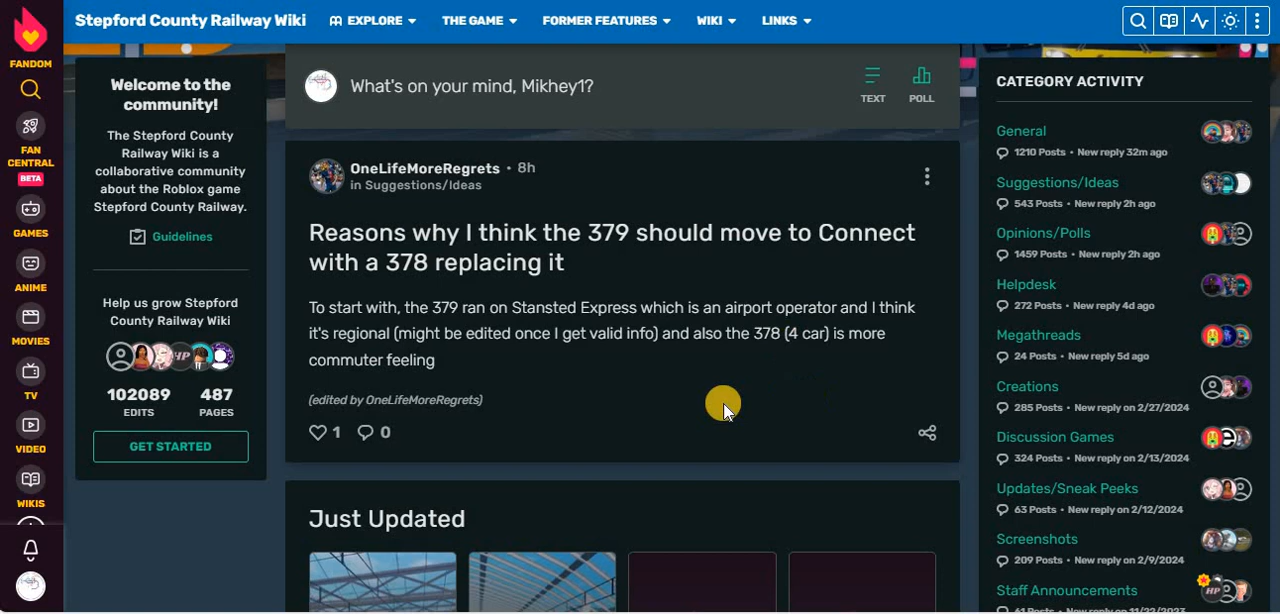 Stepford County Railway Wiki
EXPLORE
THE GAME
FORMER FEATURES
WIKI
LINKS
FANDOM
FAN
CENTRAL
BETA
GAMES
ANIME
MOVIES
TV
VIDEO
WIKIS
Welcome to the
community!
The Stepford County
Railway Wiki is a
collaborative community
about the Roblox game
Stepford County Railway.
Guidelines
Help us grow Stepford
County Railway Wiki
HP
102089
EDITS
487
PAGES
GET STARTED
What's on your mind, Mikhey1?
TEXT
POLL
OneLifeMoreRegrets • 8h
in Suggestions/Ideas
Reasons why I think the 379 should move to Connect
with a 378 replacing it
To start with, the 379 ran on Stansted Express which is an airport operator and I think
it's regional (might be edited once I get valid info) and also the 378 (4 car) is more
commuter feeling
(edited by OneLifeMoreRegrets)
1
0
Just Updated
CATEGORY ACTIVITY
General
1210 Posts • New reply 32m ago
Suggestions/Ideas
543 Posts • New reply 2h ago
Opinions/Polls
1459 Posts • New reply 2h ago
Helpdesk
272 Posts • New reply 4d ago
Megathreads
24 Posts • New reply 5d ago
Creations
285 Posts • New reply on 2/27/2024
Discussion Games
324 Posts • New reply on 2/13/2024
Updates/Sneak Peeks
63 Posts • New reply on 2/12/2024
Screenshots
209 Posts • New reply on 2/9/2024
Staff Announcements
HP